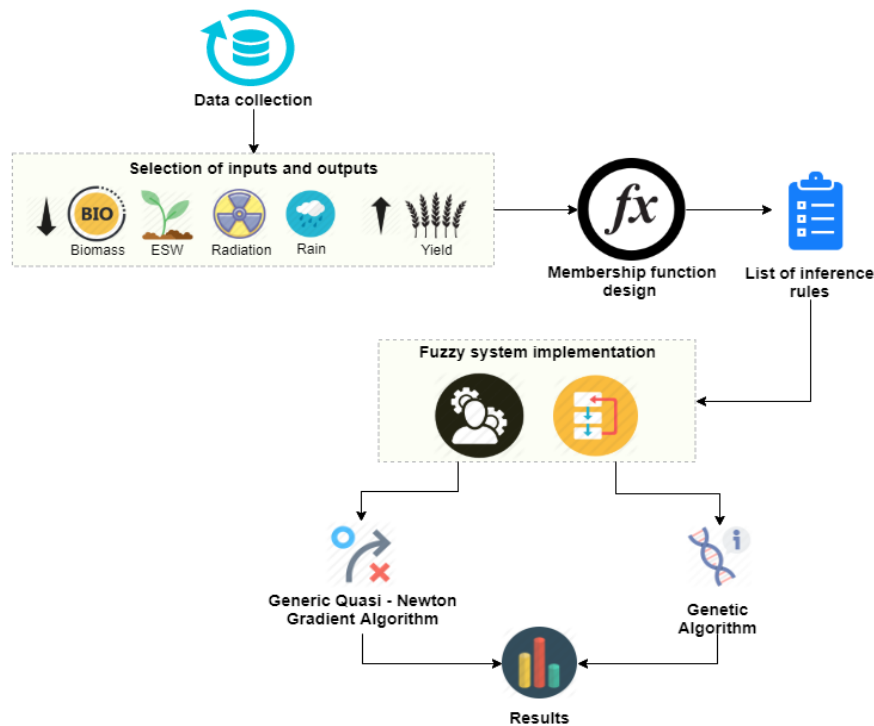 Data collection
Selection of inputs and outputs
BIO
Biomass
ESW
Radiation
Rain
Yield
fx
Membership function
design
List of inference
rules
Fuzzy system implementation
i
Generic Quasi - Newton
Gradient Algorithm
Genetic
Algorithm
Results